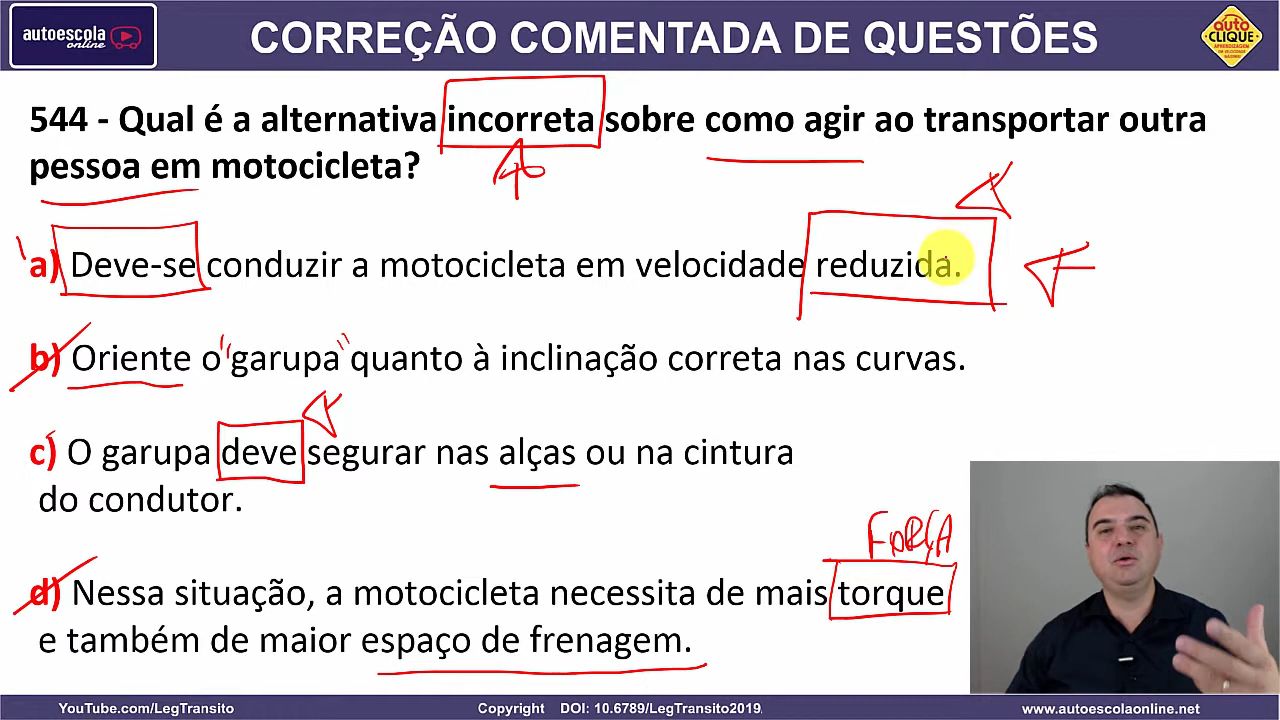 autoescola
online
CORREÇÃO COMENTADA DE QUESTÕES
auto
CLIQUE
544 - Qual é a alternativa incorreta sobre como agir ao transportar outra
pessoa em motocicleta?
a) Deve-se conduzir a motocicleta em velocidade reduzida.
b) Oriente o "garupa" quanto à inclinação correta nas curvas.
c) O garupa deve segurar nas alças ou na cintura
do condutor.
FORÇA
d) Nessa situação, a motocicleta necessita de mais torque
e também de maior espaço de frenagem.
YouTube.com/LegTransito
Copyright DOI: 10.6789/LegTransito2019
www.autoescolaonline.net